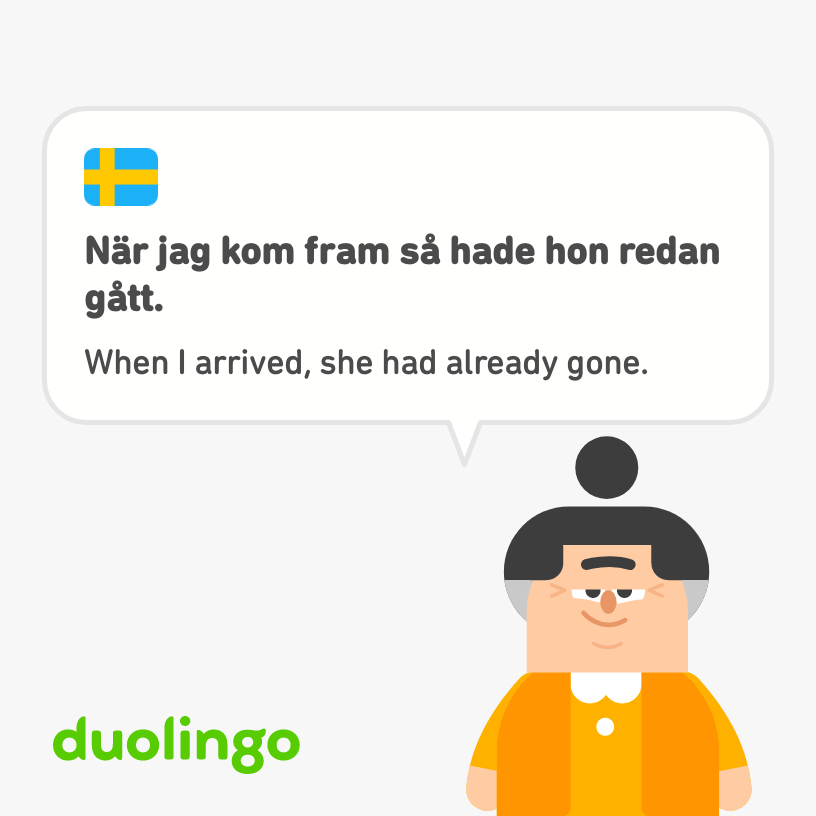 När jag kom fram så hade hon redan
gått.
When I arrived, she had already gone.
duolingo